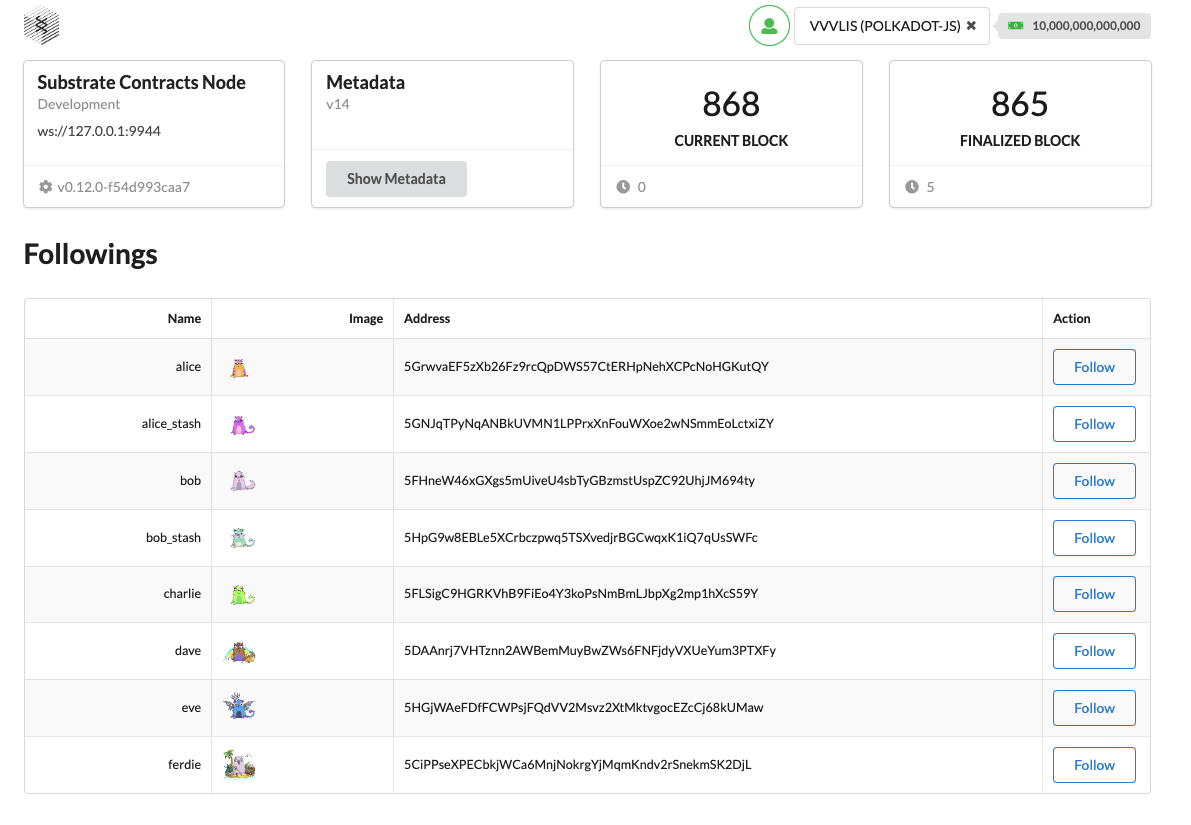 VVVLIS (POLKADOT-JS) ✖ 10,000,000,000,000
Substrate Contracts Node
Development
ws://127.0.0.1:9944
v0.12.0-f54d993caa7
Metadata
v14
Show Metadata
868
CURRENT BLOCK
0
865
FINALIZED BLOCK
5
Followings
Name Image Address Action
alice 5GrwvaEF5zXb26Fz9rcQpDWS57CtERHpNehXCPcNoHGKutQY Follow
alice_stash 5GNJqTPyNqANBkUVMN1LPPrxXnFouWXoe2wNSmmEoLctxiZY Follow
bob 5FHneW46xGXgs5mUiveU4sbTyGBzmstUspZC92UhjJM694ty Follow
bob_stash 5HpG9w8EBLe5XCrbczpwq5TSXvedjrBGCwqxK1iQ7qUsSWFc Follow
charlie 5FLSigC9HGRKVhB9FiEo4Y3koPsNmBmLJbpXg2mp1hXcS59Y Follow
dave 5DAAnrj7VHTznn2AWBemMuyBwZWs6FNFjdyVXUeYum3PTXFy Follow
eve 5HGjWAeFDfFCWPsjFQdVV2Msvz2XtMktvgocEZcCj68kUMaw Follow
ferdie 5CiPPseXPECbkjWCa6MnjNokrgYjMqmKndv2rSnekmSK2DjL Follow